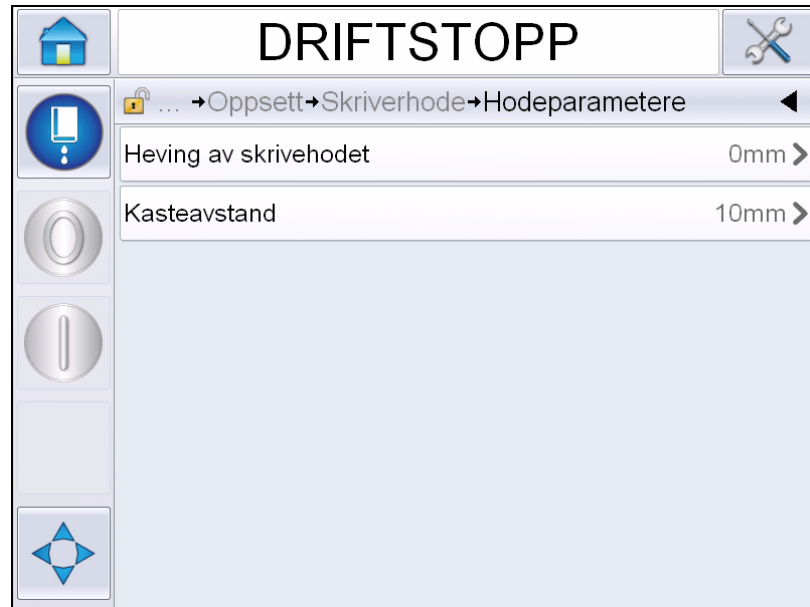 DRIFTSTOPP
... →Oppsett→Skriverhode→Hodeparametere
Heving av skrivehodet 0mm
Kasteavstand 10mm